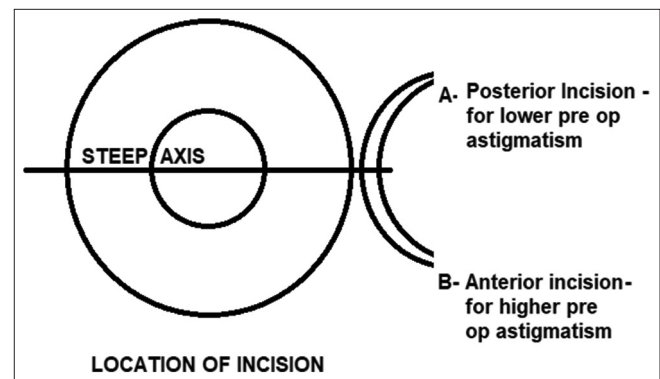 STEEP AXIS
A- Posterior Incision -
for lower pre op
astigmatism
B- Anterior incision-
for higher pre
op astigmatism
LOCATION OF INCISION